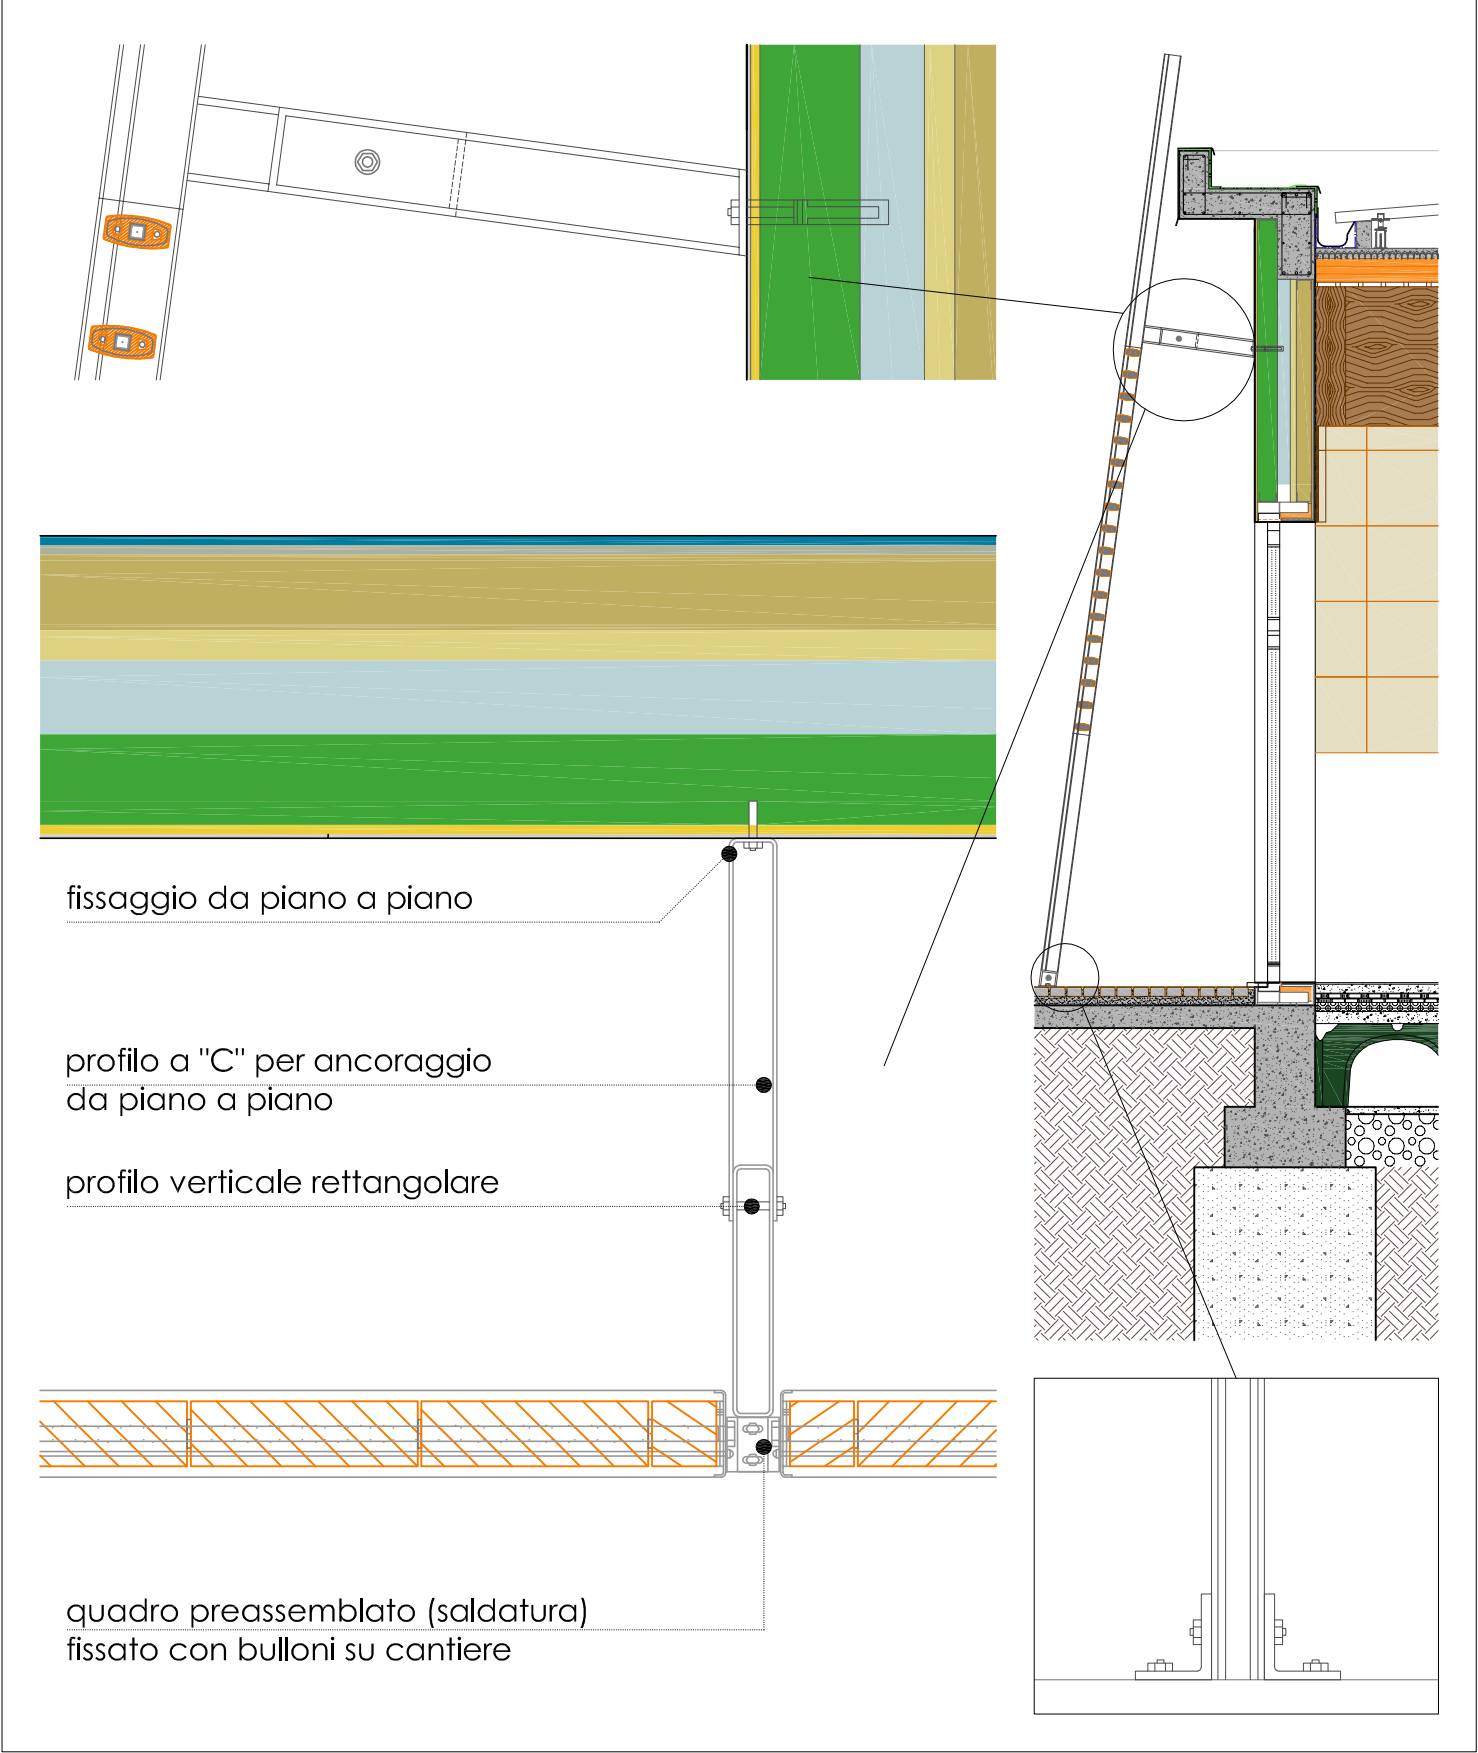 fissaggio da piano a piano
profilo a "C" per ancoraggio
da piano a piano
profilo verticale rettangolare
quadro preassemblato (saldatura)
fissato con bulloni su cantiere